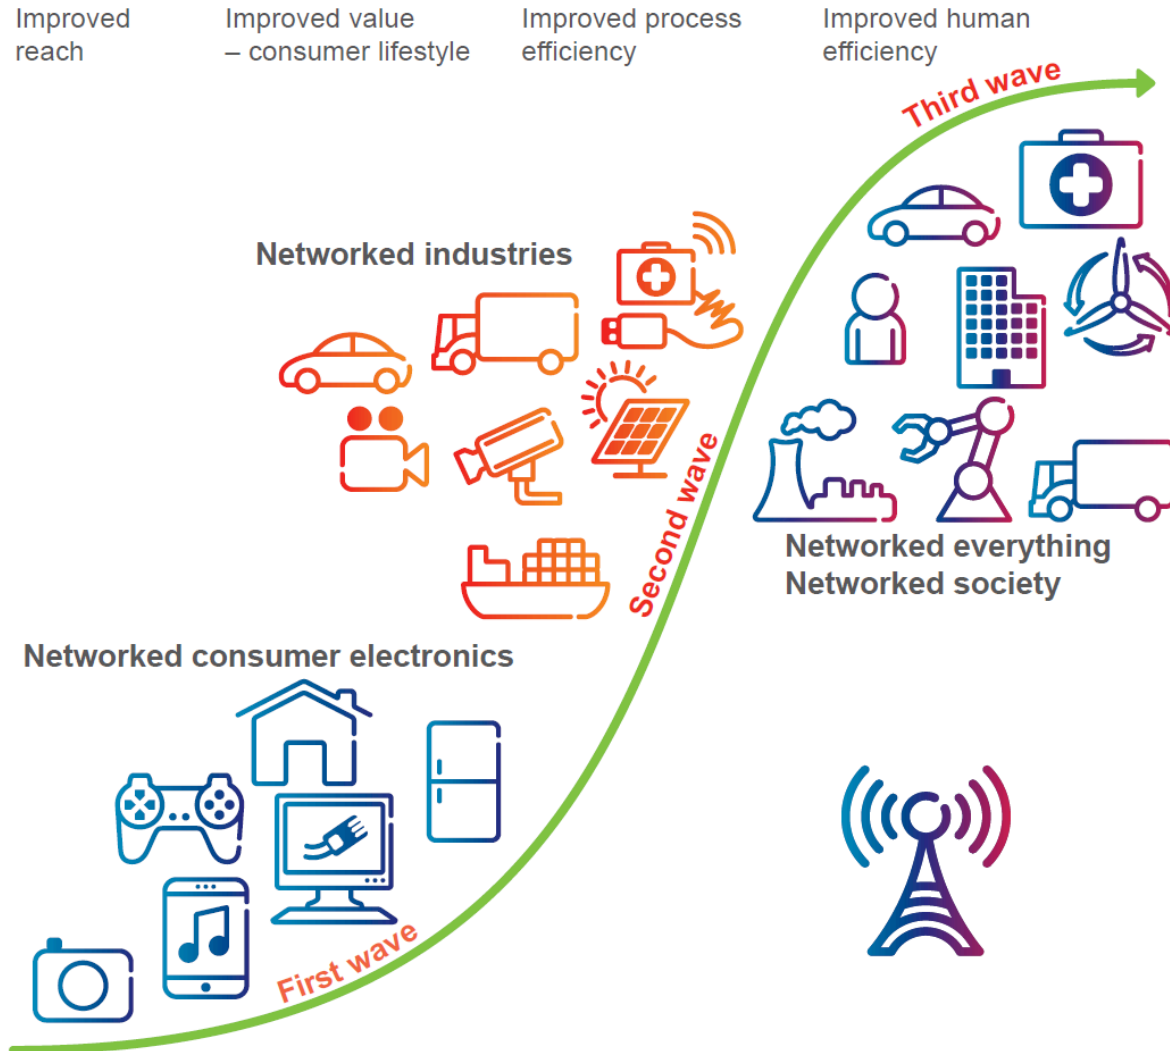 Improved
reach
Improved value
– consumer lifestyle
Improved process
efficiency
Improved human
efficiency
Third wave
Networked industries
Second wave
Networked everything
Networked society
Networked consumer electronics
First wave